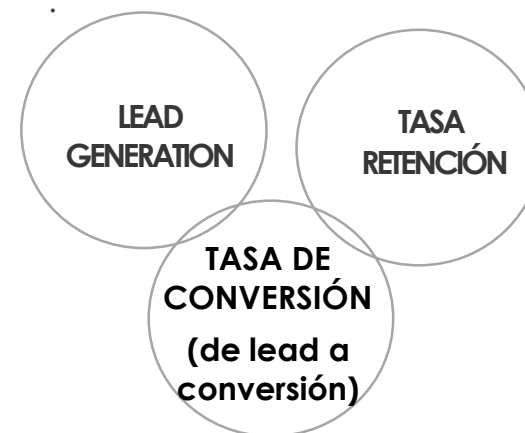 LEAD
GENERATION
TASA
RETENCIÓN
TASA DE
CONVERSIÓN
(de lead a
conversión)